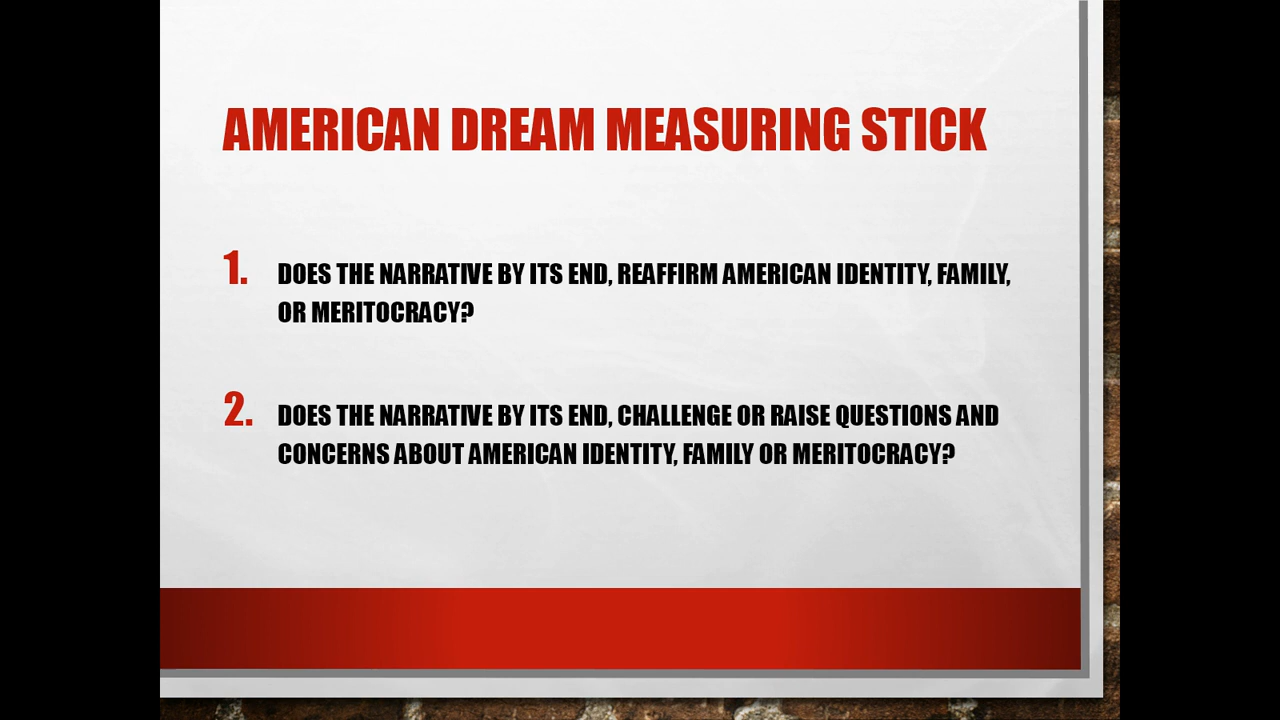 AMERICAN DREAM MEASURING STICK
1. DOES THE NARRATIVE BY ITS END, REAFFIRM AMERICAN IDENTITY, FAMILY,
OR MERITOCRACY?
2. DOES THE NARRATIVE BY ITS END, CHALLENGE OR RAISE QUESTIONS AND
CONCERNS ABOUT AMERICAN IDENTITY, FAMILY OR MERITOCRACY?